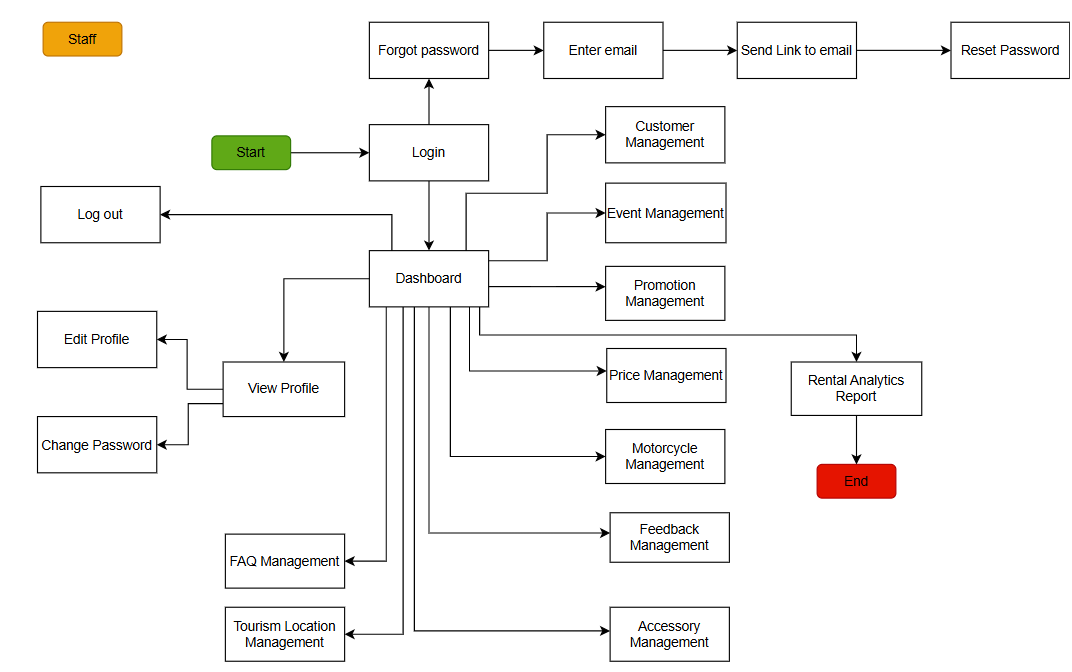 Staff
Forgot password
Enter email
Send Link to email
Reset Password
Customer
Management
Start
Login
Log out
Event Management
Dashboard
Promotion
Management
Edit Profile
View Profile
Price Management
Rental Analytics
Report
Change Password
Motorcycle
Management
End
Feedback
Management
FAQ Management
Tourism Location
Management
Accessory
Management